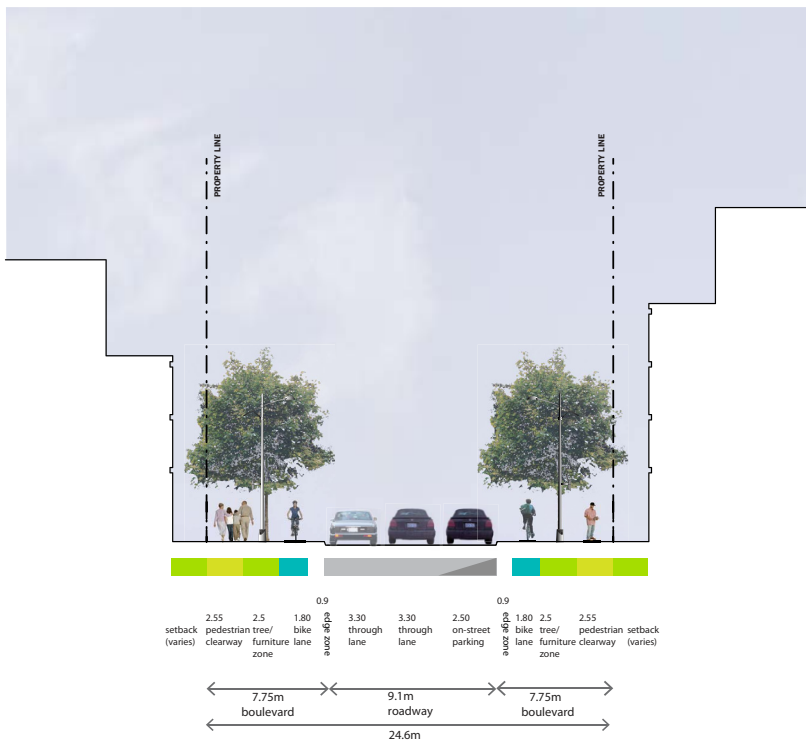 PROPERTY LINE
PROPERTY LINE
setback
(varies)
2.55
pedestrian
clearway
2.5
tree/
furniture
zone
1.80
bike
lane
0.9
edge zone
3.30
through
lane
3.30
through
lane
2.50
on-street
parking
0.9
edge zone
1.80
bike
lane
2.5
tree/
furniture
zone
2.55
pedestrian
clearway
setback
(varies)
7.75m
boulevard
9.1m
roadway
7.75m
boulevard
24.6m